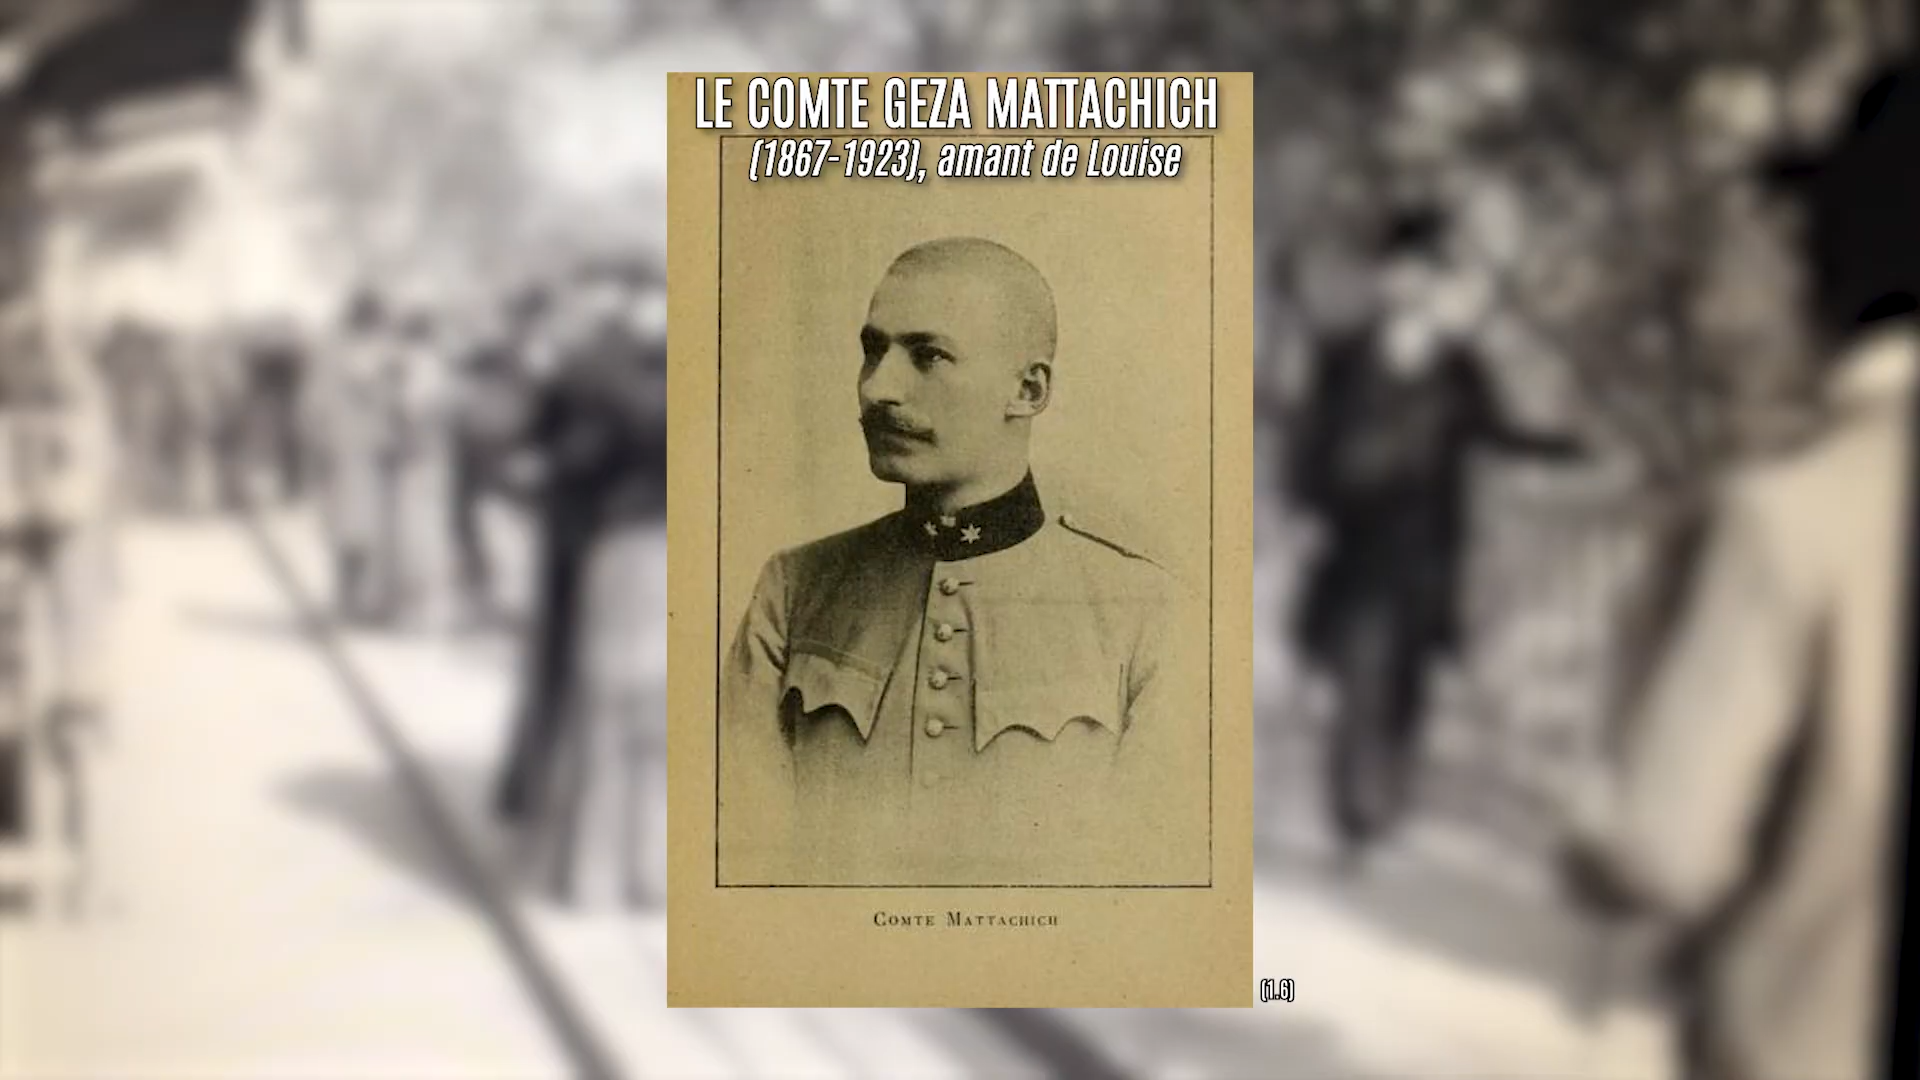 LE COMTE GEZA MATTACHICH
(1867-1923), amant de Louise
COMTE MATTACHICH
(1.6)